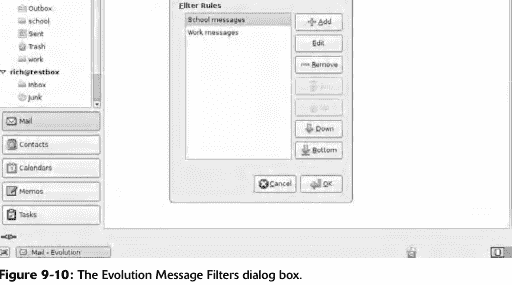 Outbox
school
Sent
Trash
work
rich@testbox
Inbox
Junk
Mail
Contacts
Calendars
Memos
Tasks
Filter Rules
School messages
Work messages
Add
Edit
Remove
Up
Down
Bottom
Cancel
OK
Mail - Evolution
Figure 9-10: The Evolution Message Filters dialog box.